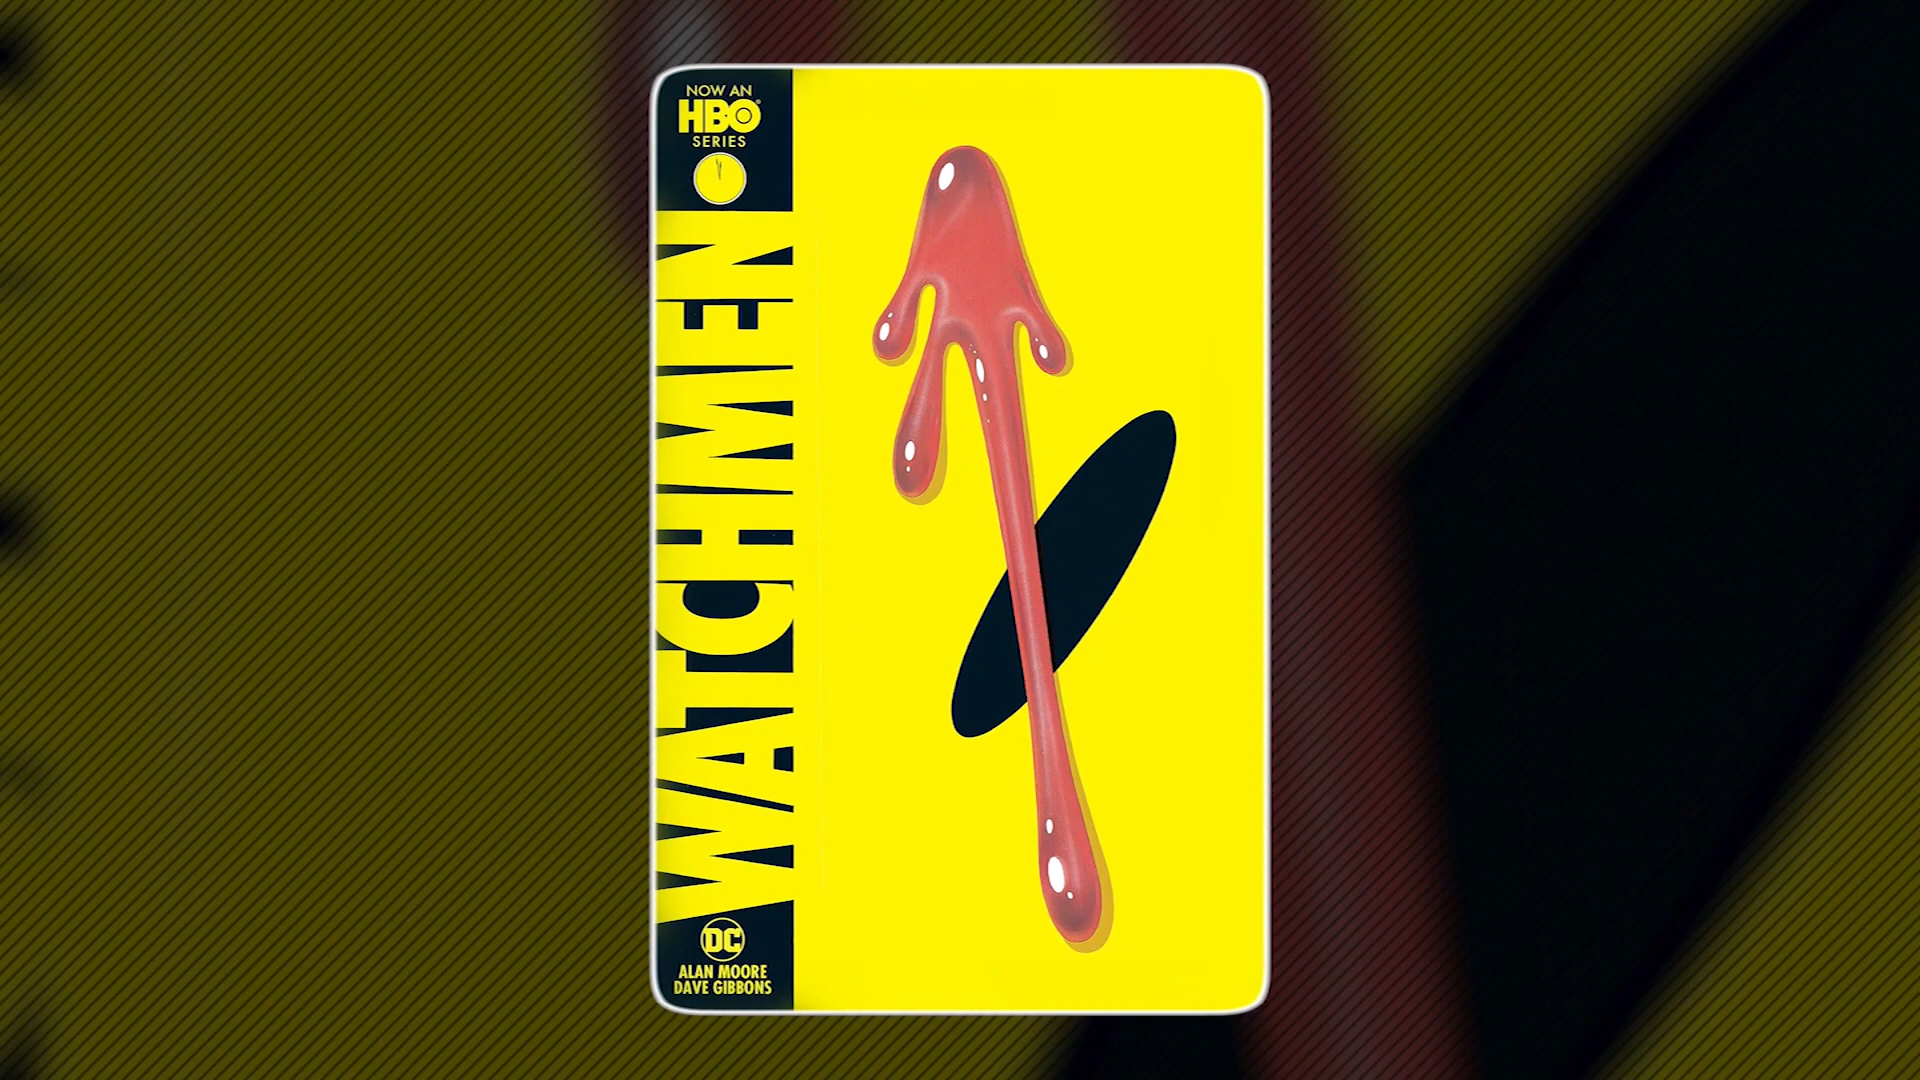 NOW AN
HBO®
SERIES
WATCHMEN
DC
ALAN MOORE
DAVE GIBBONS